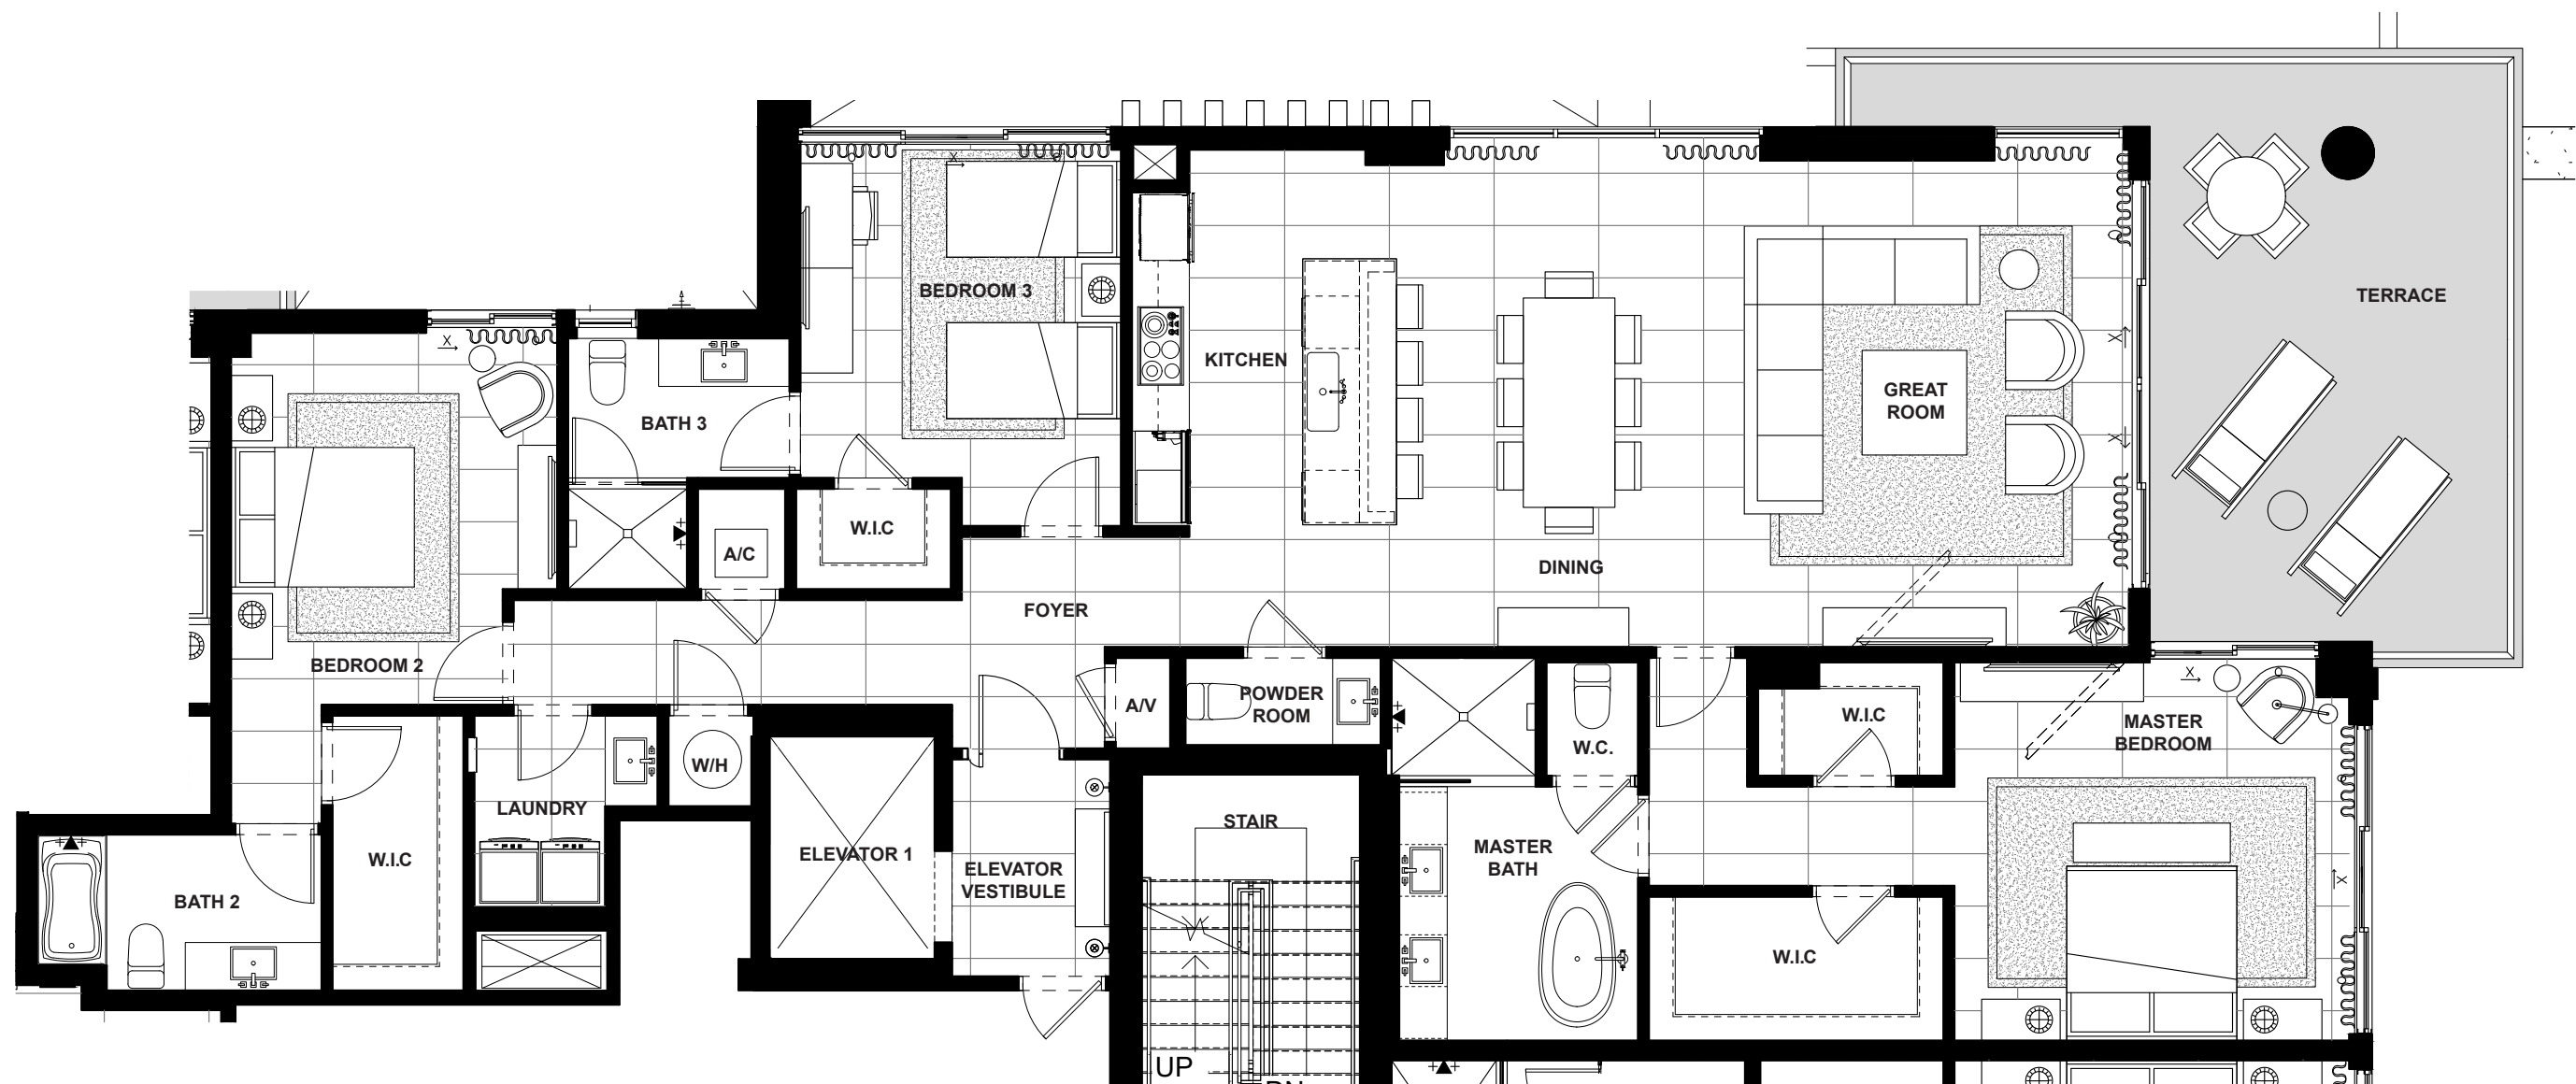 TERRACE
BEDROOM 3
KITCHEN
GREAT
ROOM
BATH 3
W.I.C
A/C
DINING
FOYER
BEDROOM 2
POWDER
ROOM
A/V
W.I.C
MASTER
BEDROOM
W.C.
W/H
LAUNDRY
STAIR
ELEVATOR 1
MASTER
BATH
W.I.C
ELEVATOR
VESTIBULE
BATH 2
W.I.C
UP
X
X
X
X
X
X